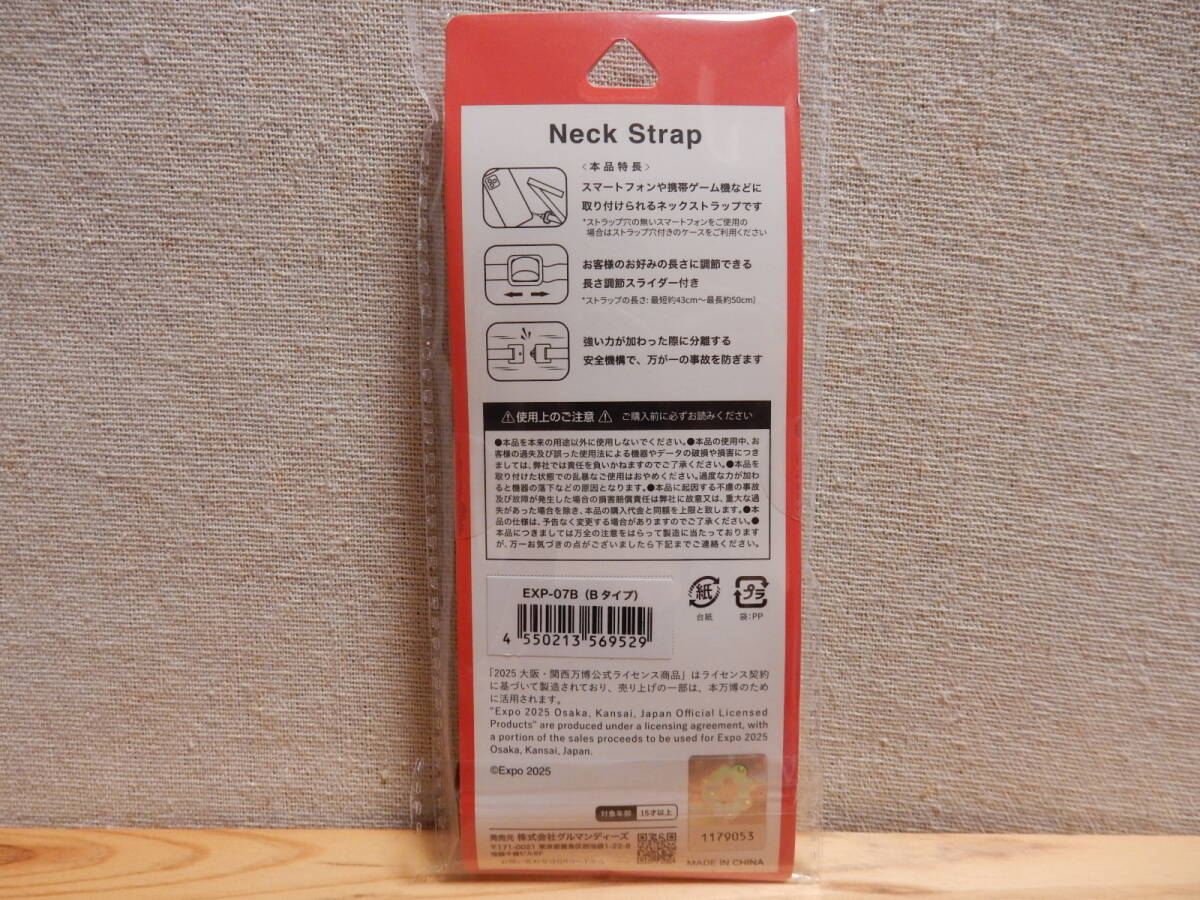 Neck Strap
〈本品特長〉
スマートフォンや携帯ゲーム機などに
取り付けられるネックストラップです
*ストラップ穴の無いスマートフォンをご使用の
場合はストラップ穴付きのケースをご利用ください
お客様のお好みの長さに調節できる
長さ調節スライダー付き
*ストラップの長さ: 最短約43cm〜最長約50cm)
強い力が加わった際に分離する
安全機構で、万が一の事故を防ぎます
⚠使用上のご注意⚠ ご購入前に必ずお読みください
●本品を本来の用途以外に使用しないでください。●本品の使用中、お
客様の過失及び誤った使用法による機器やデータの破損や損害につき
ましては、弊社では責任を負いかねますのでご了承ください。●本品を
取り付けた状態での乱暴なご使用はおやめください。過度な力が加わ
ると機器の落下などの原因となります。●本品に起因する不慮の事故
及び故障が発生した場合の損害賠償責任は弊社に故意又は、重大な過
失があった場合を除き、本品の購入代金と同額を上限と致します。●本
品の仕様は、予告なく変更する場合がありますのでご了承ください。●
本品につきましては万全の注意をはらって製造に当たっております
が、万一お気づきの点がございましたら下記までご連絡ください。
EXP-07B(Bタイプ)
4 550213 569529
紙
台紙
プラ
袋:PP
「2025 大阪・関西万博公式ライセンス商品」はライセンス契約
に基づいて製造されており、売り上げの一部は、本万博のため
に活用されます。
"Expo 2025 Osaka, Kansai, Japan Official Licensed
Products" are produced under a licensing agreement, with
a portion of the sales proceeds to be used for Expo 2025
Osaka, Kansai, Japan.
©Expo 2025
対象年齢 15才以上
発売元 株式会社グルマンディーズ
〒171-0021 東京都豊島区西池袋1-22-8
池袋千歳ビル6F
1179053
MADE IN CHINA